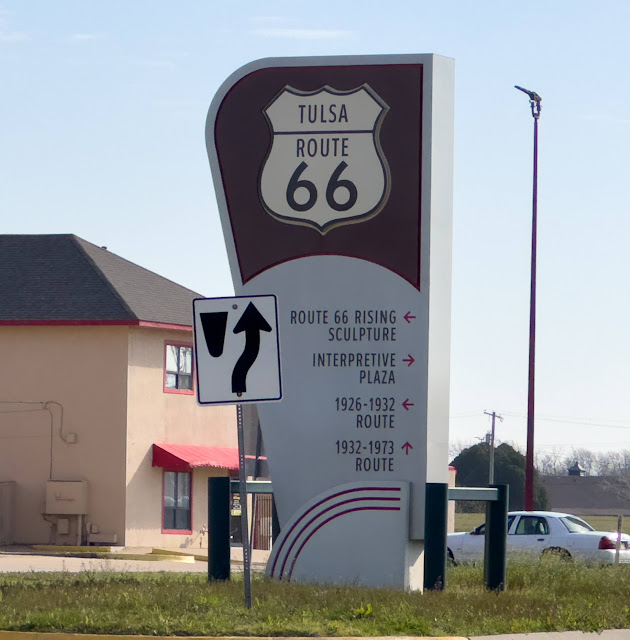 TULSA
ROUTE
66
ROUTE 66 RISING ←
SCULPTURE
INTERPRETIVE →
PLAZA
1926-1932 ←
ROUTE
1932-1973 ↑
ROUTE